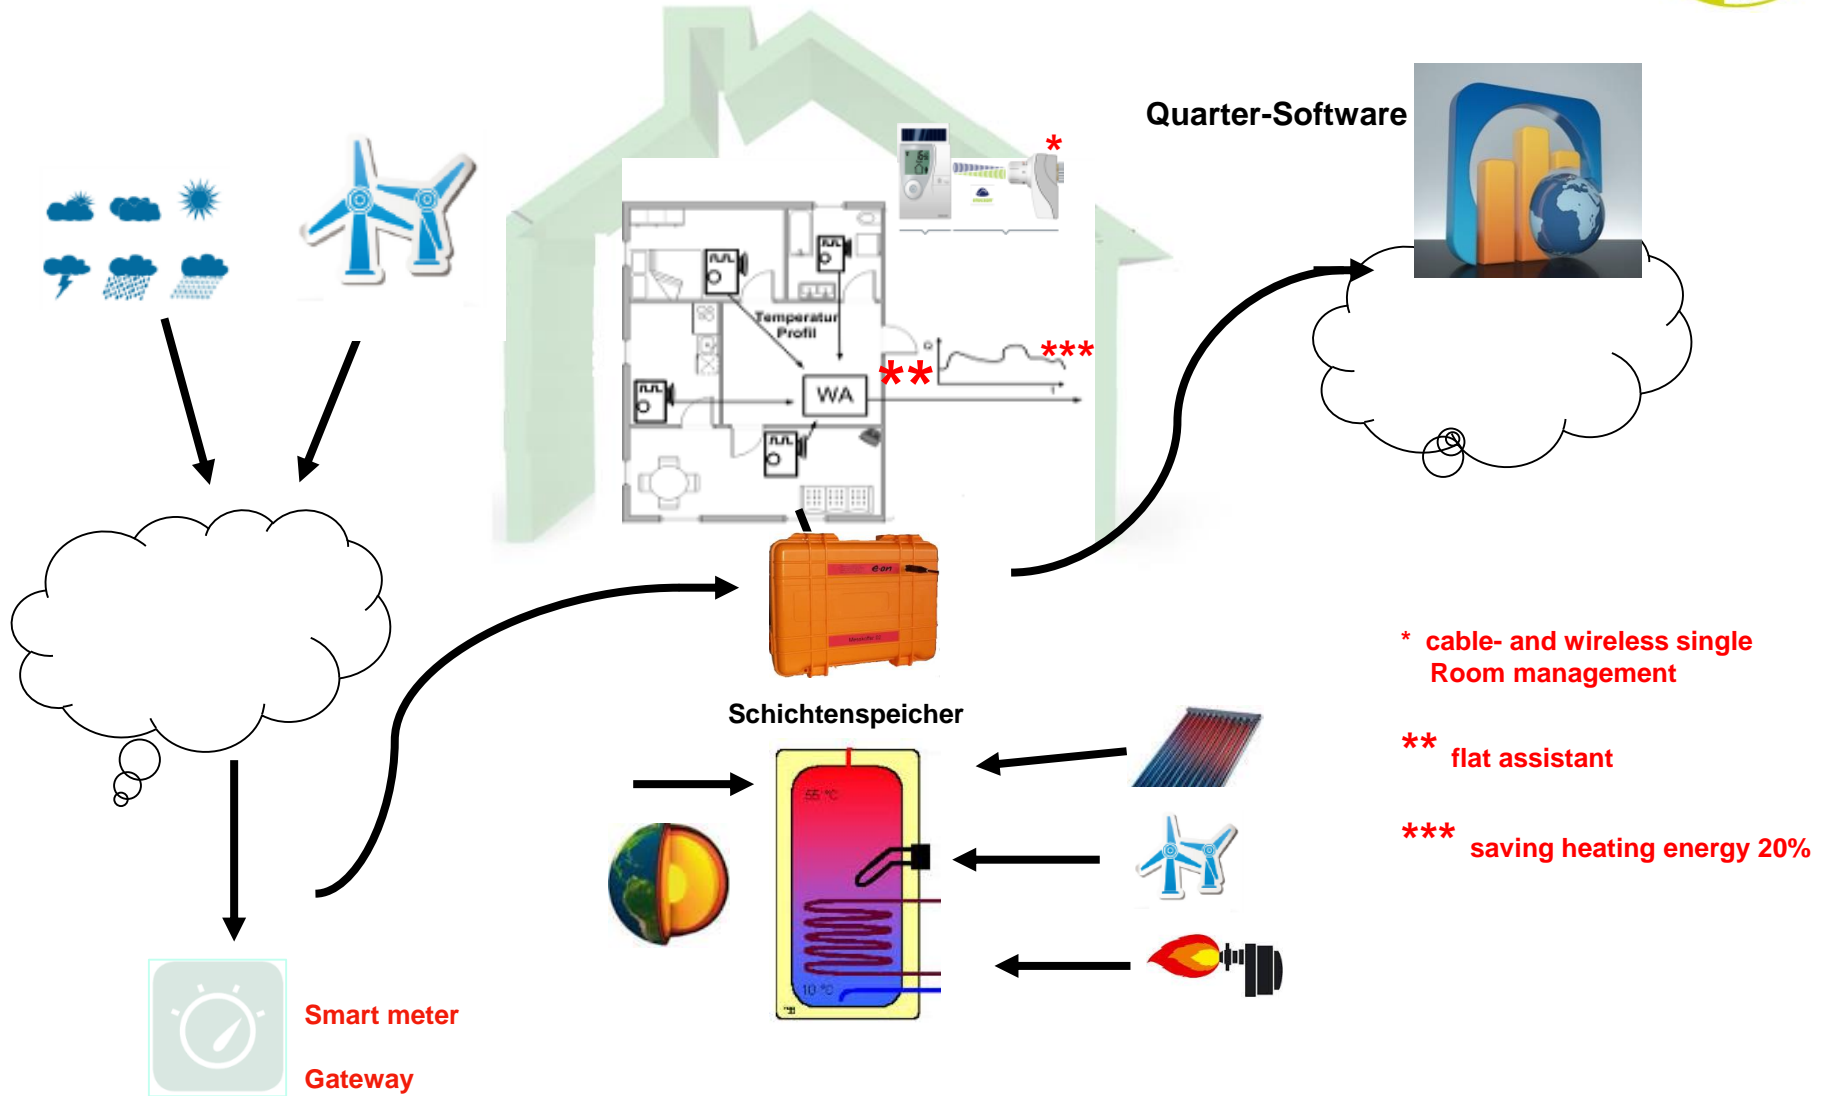 Quarter-Software
*
Temperatur
Profil
***
**
WA
e·on
* cable- and wireless single
Room management
Schichtenspeicher
** flat assistant
55 °C
*** saving heating energy 20%
10 °C
Smart meter
Gateway